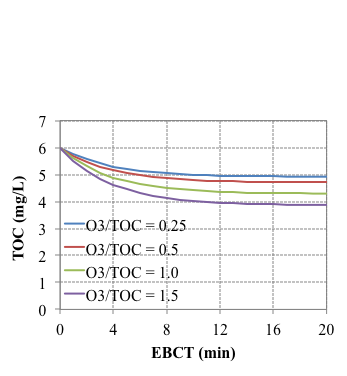 7
6
5
4
3
2
1
0
TOC (mg/L)
O3/TOC = 0.25
O3/TOC = 0.5
O3/TOC = 1.0
O3/TOC = 1.5
0 4 8 12 16 20
EBCT (min)